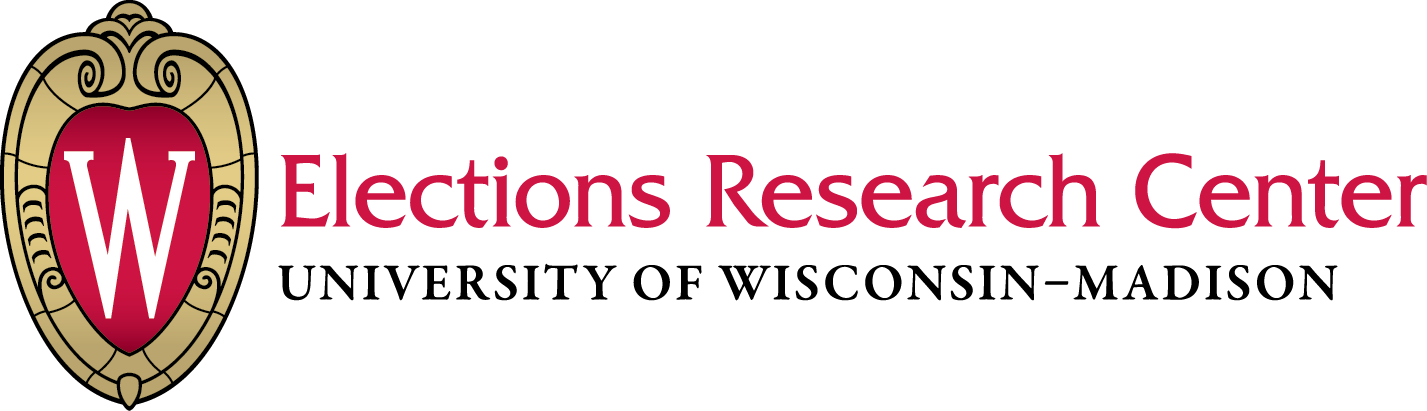 W
Elections Research Center
UNIVERSITY OF WISCONSIN–MADISON